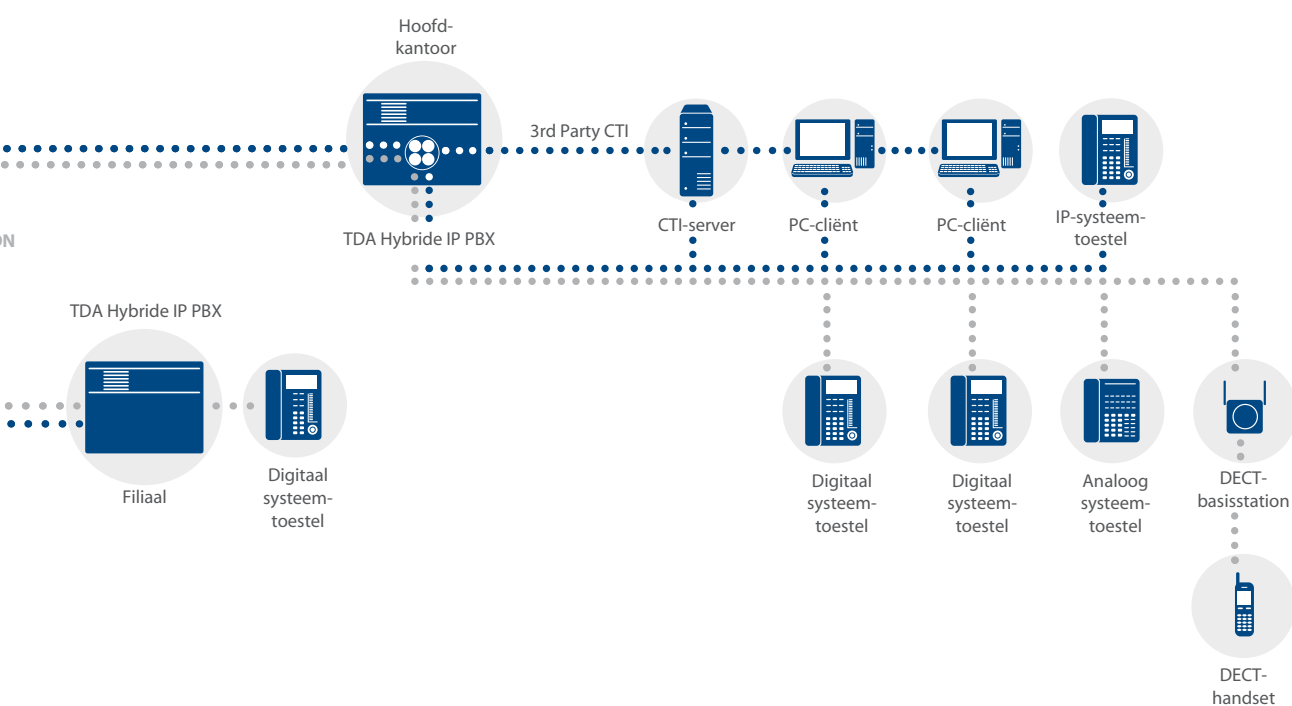 Hoofd-
kantoor
3rd Party CTI
TDA Hybride IP PBX
CTI-server
PC-cliënt
PC-cliënt
IP-systeem-
toestel
ON
TDA Hybride IP PBX
Filiaal
Digitaal
systeem-
toestel
Digitaal
systeem-
toestel
Digitaal
systeem-
toestel
Analoog
systeem-
toestel
DECT-
basisstation
DECT-
handset